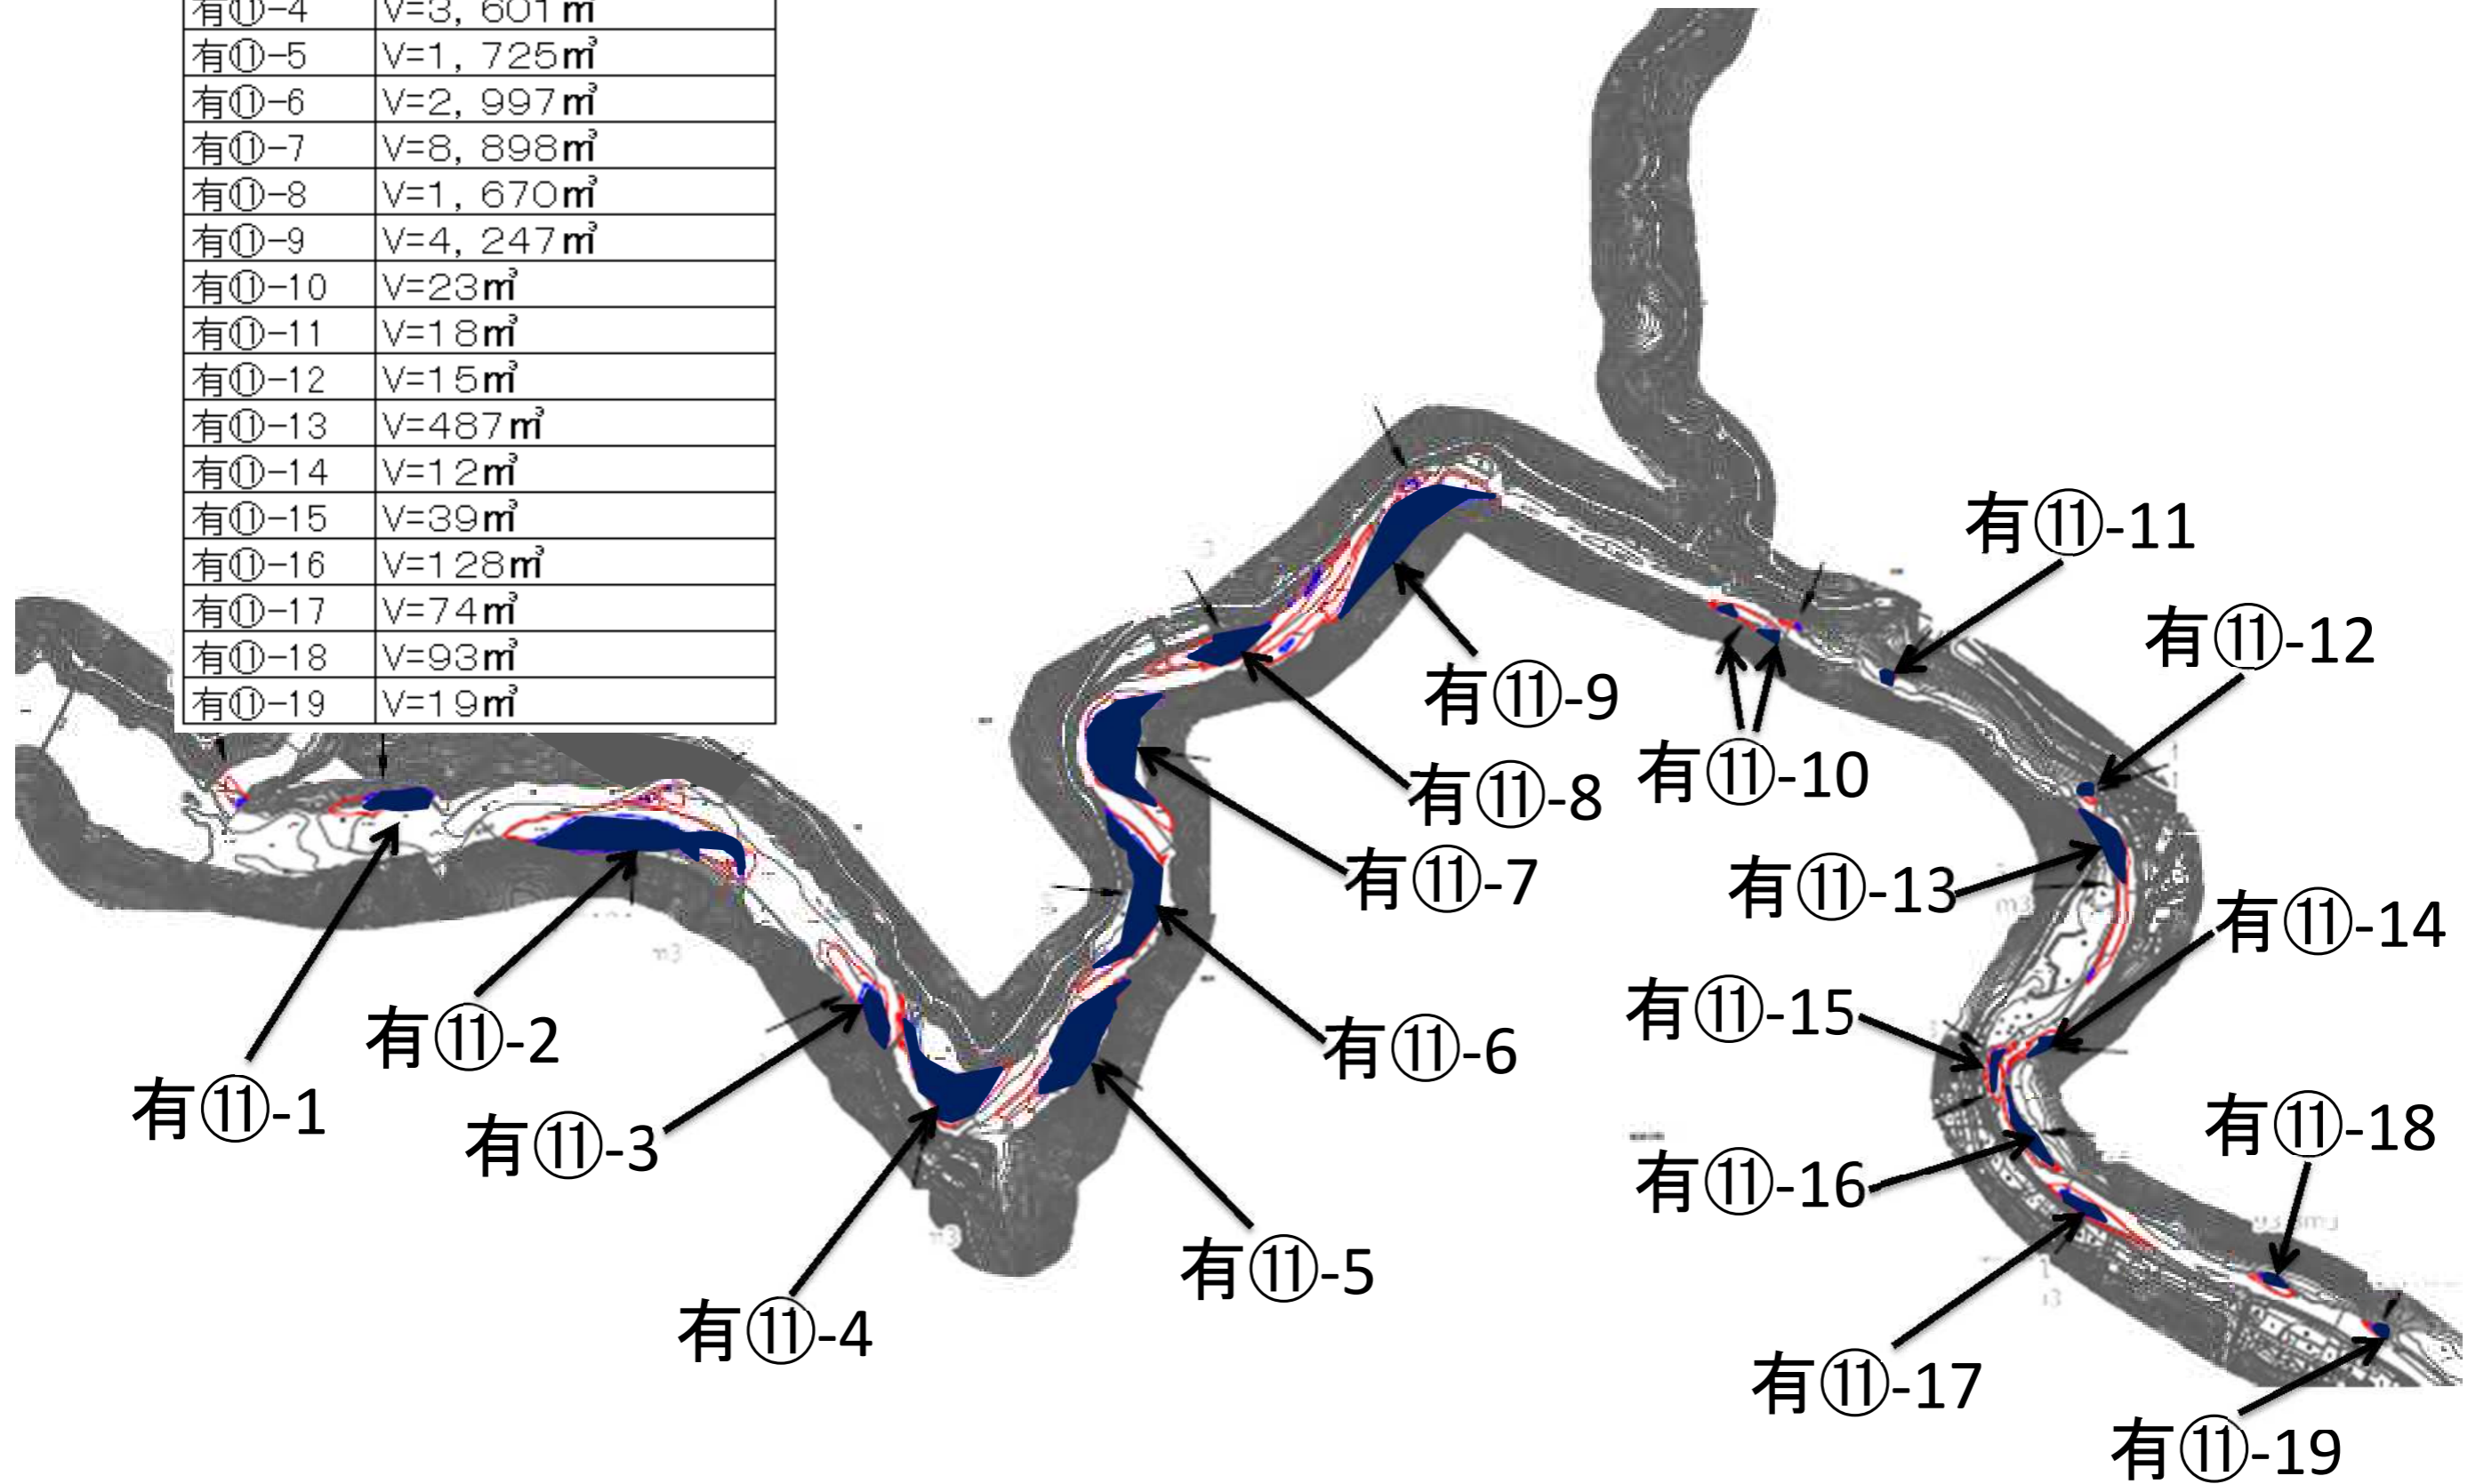 有⑪-4 V=3, 601㎥
有⑪-5 V=1, 725㎥
有⑪-6 V=2, 997㎥
有⑪-7 V=8, 898㎥
有⑪-8 V=1, 670㎥
有⑪-9 V=4, 247㎥
有⑪-10 V=23㎥
有⑪-11 V=18㎥
有⑪-12 V=15㎥
有⑪-13 V=487㎥
有⑪-14 V=12㎥
有⑪-15 V=39㎥
有⑪-16 V=128㎥
有⑪-17 V=74㎥
有⑪-18 V=93㎥
有⑪-19 V=19㎥
有⑪-11
有⑪-12
有⑪-9
有⑪-10
有⑪-8
有⑪-7
有⑪-13
有⑪-14
有⑪-15
有⑪-2
有⑪-6
有⑪-1
有⑪-3
有⑪-18
有⑪-16
有⑪-5
有⑪-4
有⑪-17
有⑪-19
m3
m3